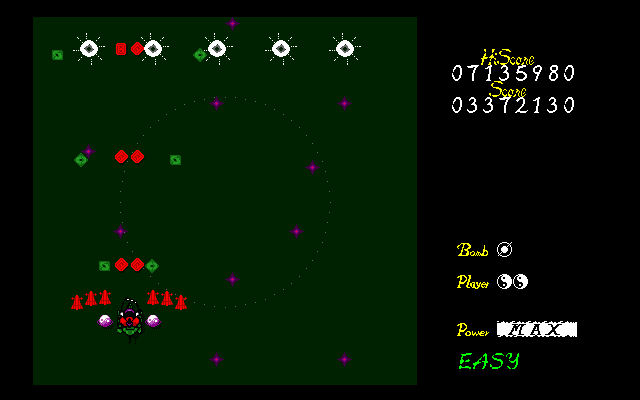 HiScore
07135980
Score
03372130
Bomb
Player
Power MAX
EASY